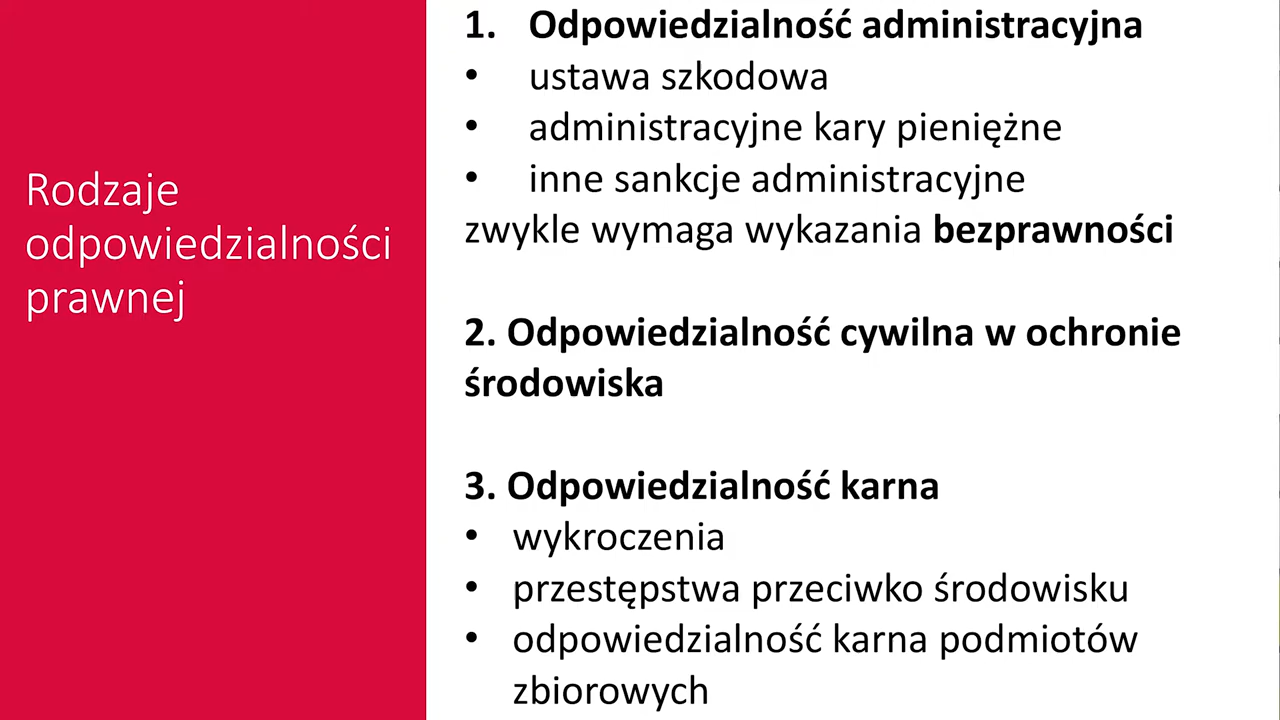 Rodzaje
odpowiedzialności
prawnej
1. Odpowiedzialność administracyjna
• ustawa szkodowa
• administracyjne kary pieniężne
• inne sankcje administracyjne
zwykle wymaga wykazania bezprawności
2. Odpowiedzialność cywilna w ochronie
środowiska
3. Odpowiedzialność karna
• wykroczenia
• przestępstwa przeciwko środowisku
• odpowiedzialność karna podmiotów
zbiorowych